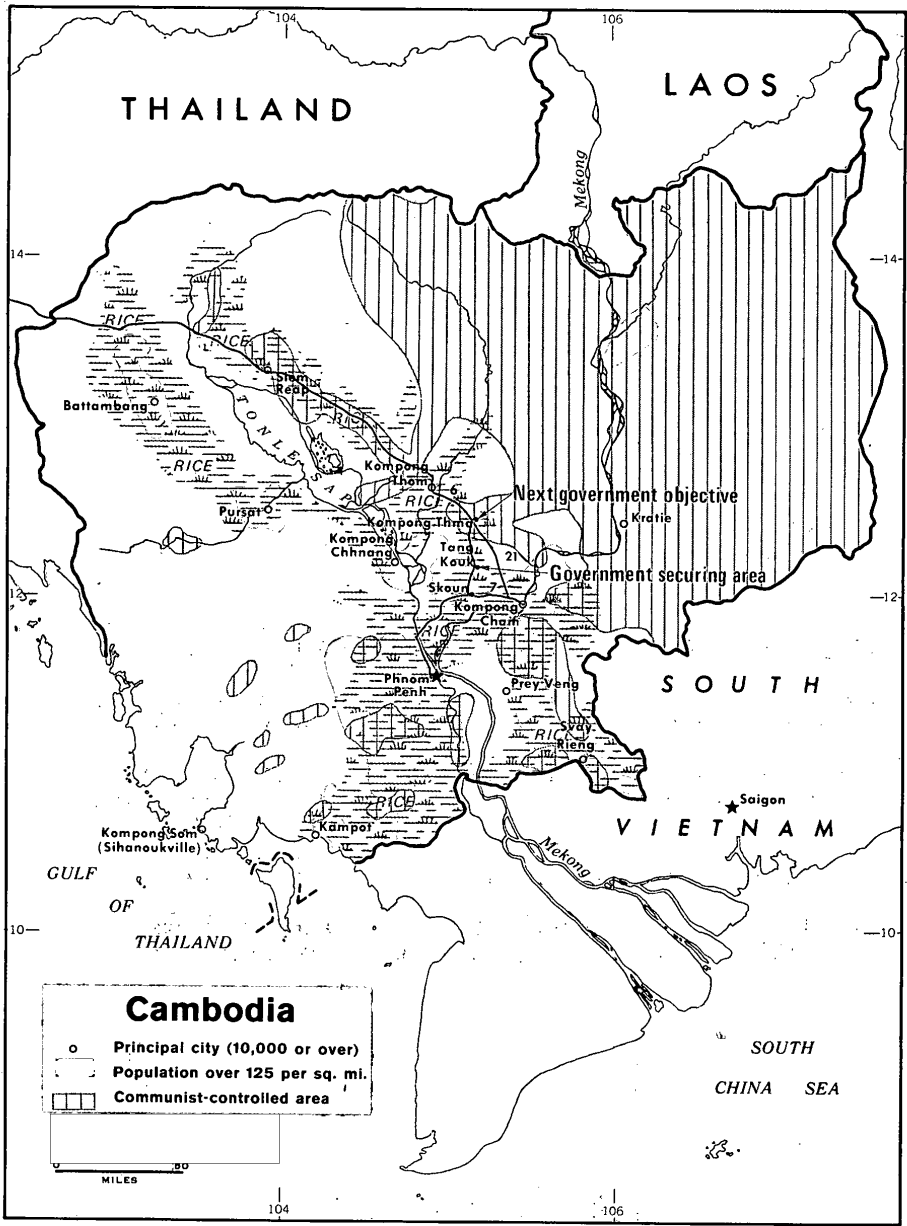 104
106
THAILAND
LAOS
Mekong
14
14
RICE
RICE
Siem
Reap
Battambang
TONLE SAP
RICE
RICE
Kompong
Thom
6
RICE
Next government objective
Pursat
Kompong Thma
Kratie
Kompong
Chhnang
Tang
Kouk
21
Government securing area
12
12
Skoun
7
Kompong
Cham
RICE
Phnom
Penh
Prey Veng
SOUTH
RICE
Svay
Rieng
Saigon
RICE
Kampot
VIETNAM
Kompong Som
(Sihanoukville)
Mekong
GULF
OF
THAILAND
10
10
Cambodia
Principal city (10,000 or over)
Population over 125 per sq. mi.
Communist-controlled area
SOUTH
CHINA SEA
0
MILES
104
106